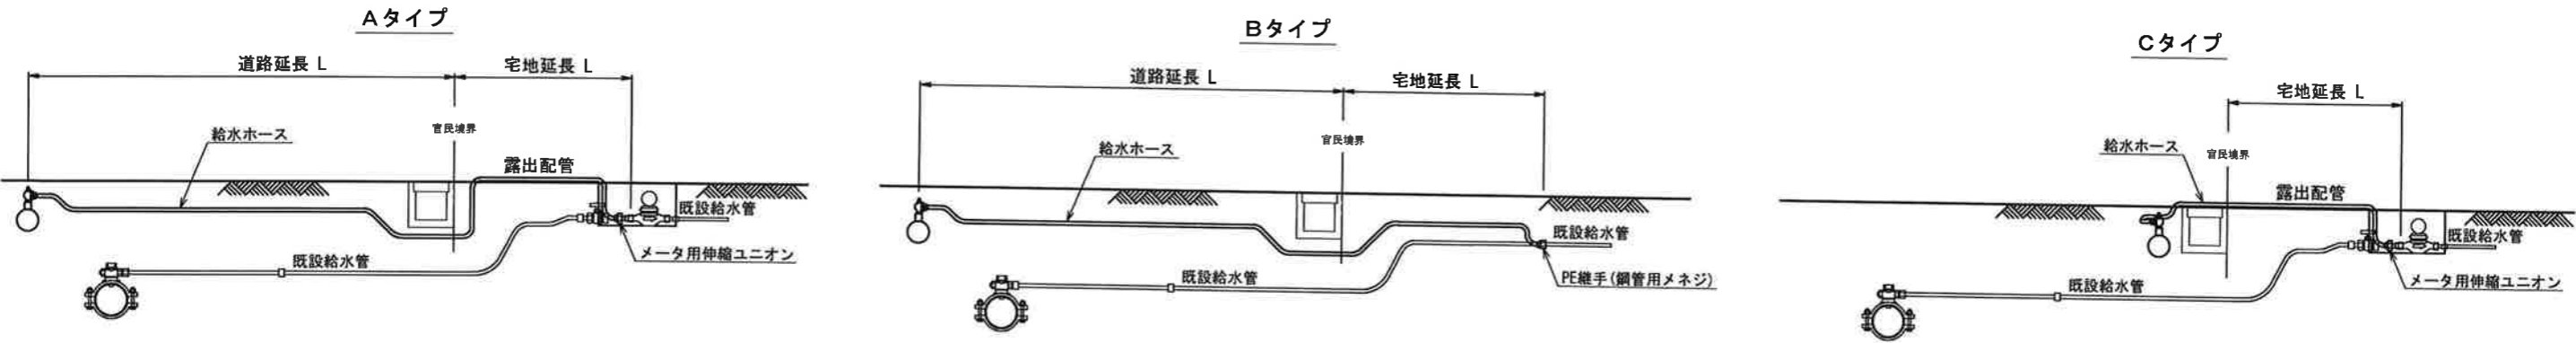 Aタイプ
道路延長 L
宅地延長 L
官民境界
給水ホース
露出配管
既設給水管
メータ用伸縮ユニオン
既設給水管
Bタイプ
道路延長 L
宅地延長 L
官民境界
給水ホース
既設給水管
既設給水管
PE継手(鋼管用メネジ)
Cタイプ
宅地延長 L
給水ホース
官民境界
露出配管
既設給水管
既設給水管
メータ用伸縮ユニオン